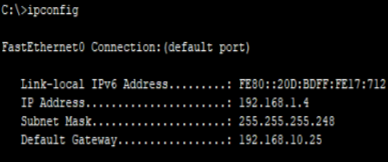 C:\>ipconfig
FastEthernet0 Connection:(default port)
Link-local IPv6 Address.........: FE80::20D:BDFF:FE17:712
IP Address......................: 192.168.1.4
Subnet Mask.....................: 255.255.255.248
Default Gateway.................: 192.168.10.25